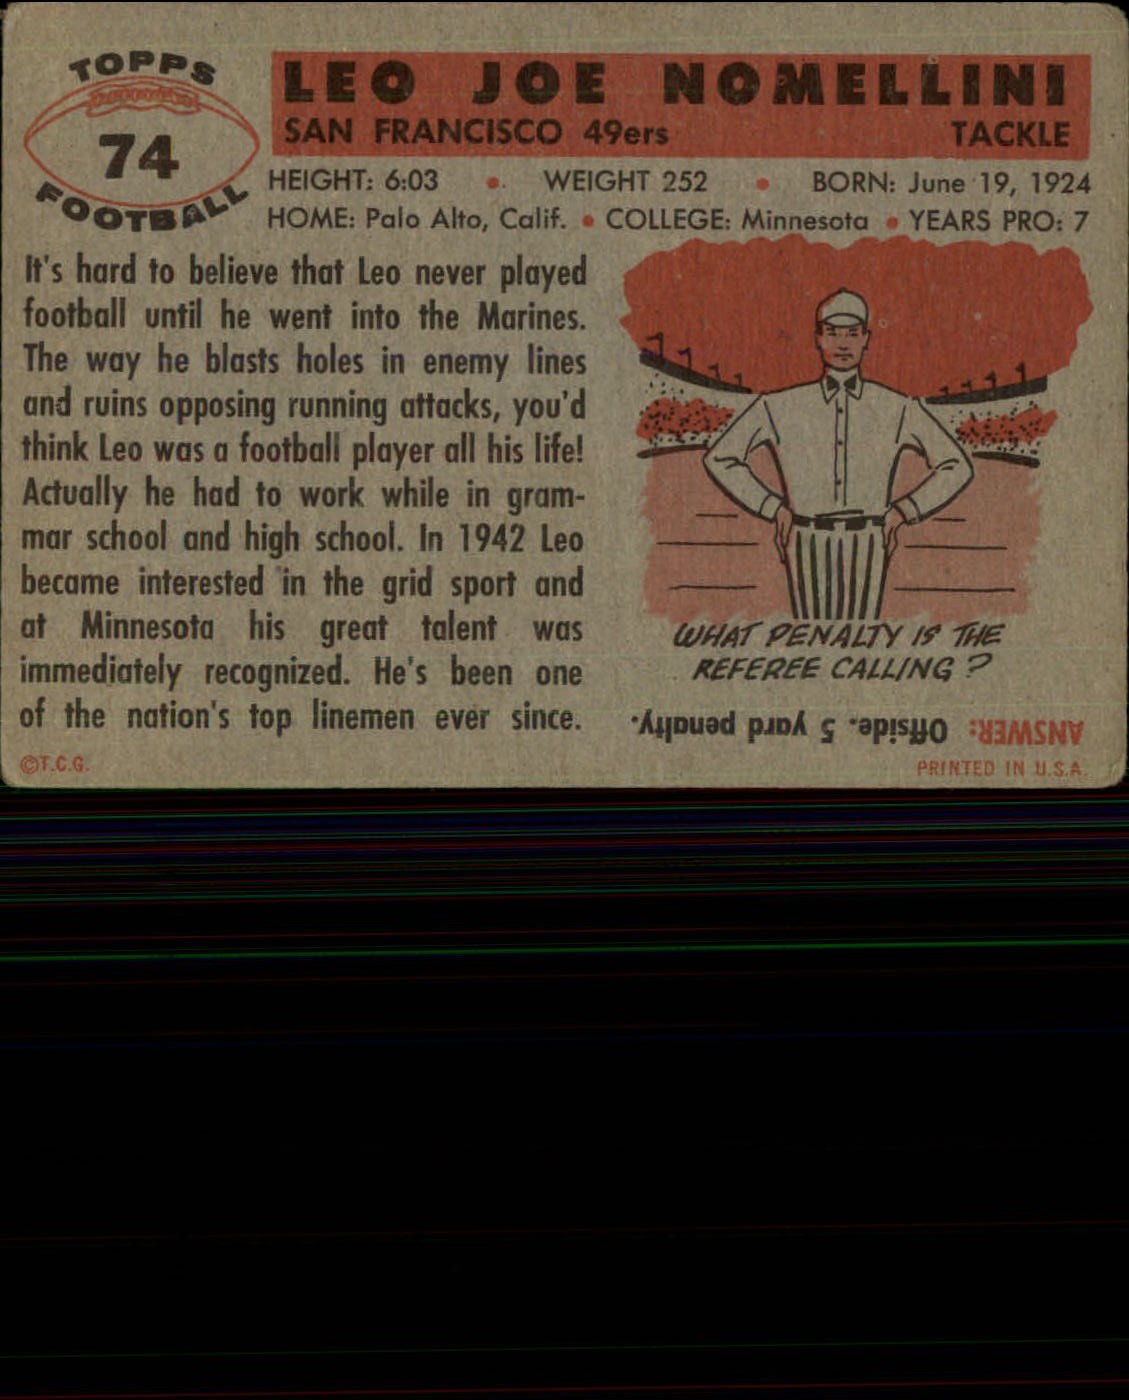 TOPPS
74
FOOTBALL
LEO JOE NOMELLINI
SAN FRANCISCO 49ers TACKLE
HEIGHT: 6:03 • WEIGHT 252 • BORN: June 19, 1924
HOME: Palo Alto, Calif. • COLLEGE: Minnesota • YEARS PRO: 7
It's hard to believe that Leo never played
football until he went into the Marines.
The way he blasts holes in enemy lines
and ruins opposing running attacks, you'd
think Leo was a football player all his life!
Actually he had to work while in gram-
mar school and high school. In 1942 Leo
became interested in the grid sport and
at Minnesota his great talent was
immediately recognized. He's been one
of the nation's top linemen ever since.
WHAT PENALTY IS THE
REFEREE CALLING?
ANSWER: Offside. 5 yard penalty.
©T.C.G.
PRINTED IN U.S.A.